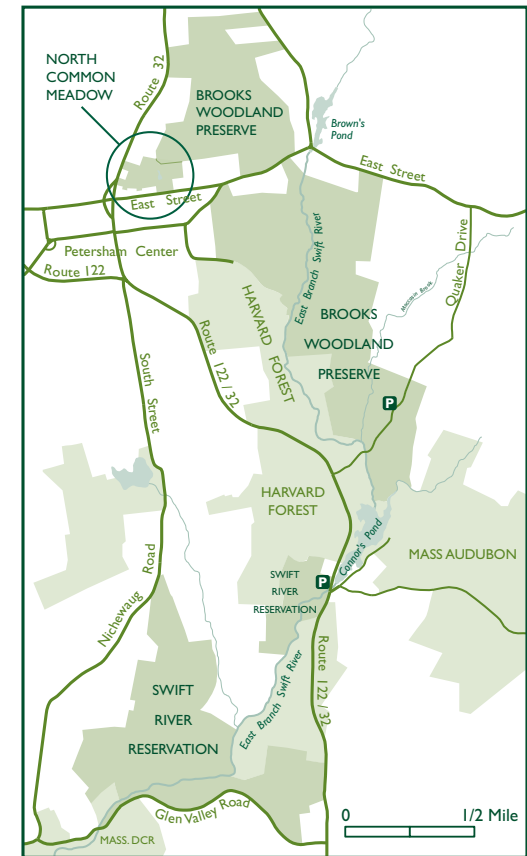 NORTH
COMMON
MEADOW
Route 32
BROOKS
WOODLAND
PRESERVE
Brown's
Pond
East Street
East Street
Petersham Center
Route 122
East Branch Swift River
Quaker Drive
Moccasin Brook
HARVARD FOREST
BROOKS
WOODLAND
PRESERVE
Route 122 / 32
South Street
P
HARVARD
FOREST
Connor's Pond
MASS AUDUBON
SWIFT
RIVER
RESERVATION
P
Nichewaug Road
East Branch Swift River
Route 122 / 32
SWIFT
RIVER
RESERVATION
Glen Valley Road
MASS. DCR
0 1/2 Mile